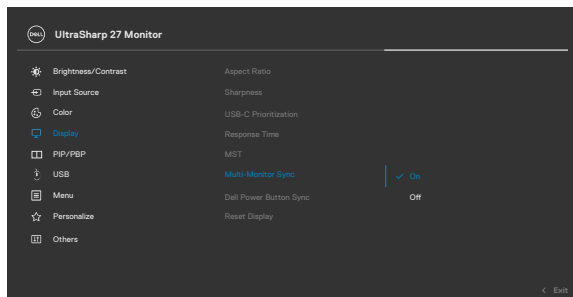 DELL UltraSharp 27 Monitor
Brightness/Contrast
Input Source
Color
Display
PIP/PBP
USB
Menu
Personalize
Others
Aspect Ratio
Sharpness
USB-C Prioritization
Response Time
MST
Multi-Monitor Sync
Dell Power Button Sync
Reset Display
On
Off
Exit